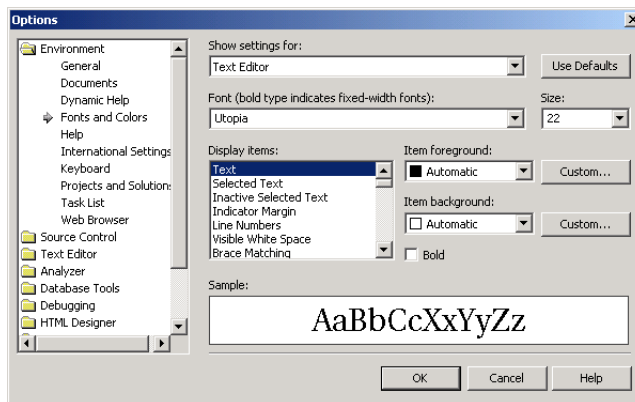 Options
Environment
General
Documents
Dynamic Help
Fonts and Colors
Help
International Settings
Keyboard
Projects and Solution
Task List
Web Browser
Source Control
Text Editor
Analyzer
Database Tools
Debugging
HTML Designer
Show settings for:
Text Editor
Use Defaults
Font (bold type indicates fixed-width fonts):
Size:
Utopia
22
Display items:
Text
Selected Text
Inactive Selected Text
Indicator Margin
Line Numbers
Visible White Space
Brace Matching
Item foreground:
Automatic
Custom...
Item background:
Automatic
Custom...
Bold
Sample:
AaBbCcXxYyZz
OK
Cancel
Help